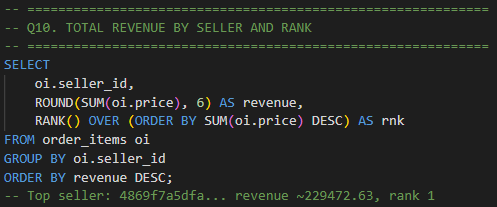 -- =======================================================
-- Q10. TOTAL REVENUE BY SELLER AND RANK
-- =======================================================
SELECT
    oi.seller_id,
    ROUND(SUM(oi.price), 6) AS revenue,
    RANK() OVER (ORDER BY SUM(oi.price) DESC) AS rnk
FROM order_items oi
GROUP BY oi.seller_id
ORDER BY revenue DESC;
-- Top seller: 4869f7a5dfa... revenue ~229472.63, rank 1